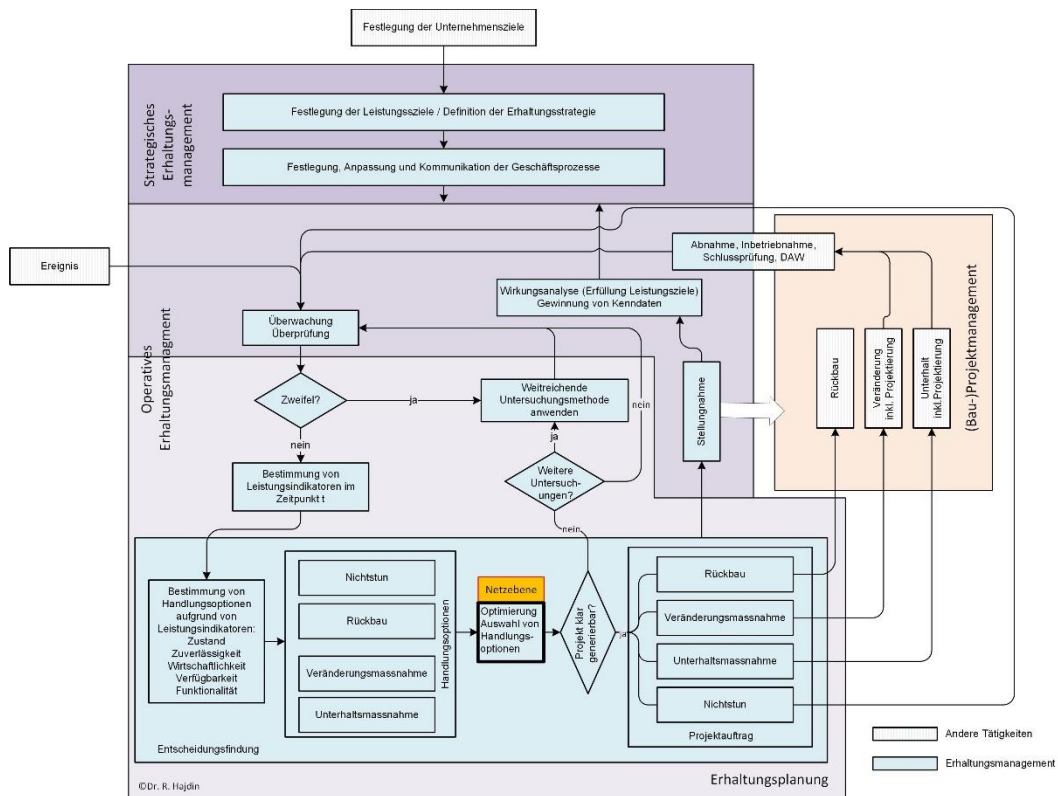 Festlegung der Unternehmensziele
Strategisches
Erhaltungs-
management
Festlegung der Leistungssziele / Definition der Erhaltungsstrategie
Festlegung, Anpassung und Kommunikation der Geschäftsprozesse
Operatives
Erhaltungsmanagment
Ereignis
Überwachung
Überprüfung
Wirkungsanalyse (Erfüllung Leistungsziele)
Gewinnung von Kenndaten
Abnahme, Inbetriebnahme,
Schlussprüfung, DAW
(Bau-)Projektmanagement
Rückbau
Veränderung
inkl. Projektierung
Unterhalt
inkl.Projektierung
Zweifel?
ja
nein
Weitreichende
Untersuchungsmethode
anwenden
nein
ja
Stellungnahme
Bestimmung von
Leistungsindikatoren im
Zeitpunkt t
Weitere
Untersuch-
ungen?
nein
Bestimmung von
Handlungsoptionen
aufgrund von
Leistungsindikatoren:
Zustand
Zuverlässigkeit
Wirtschaftlichkeit
Verfügbarkeit
Funktionalität
Nichtstun
Rückbau
Veränderungsmassnahme
Unterhaltsmassnahme
Handlungsoptionen
Netzebene
Optimierung
Auswahl von
Handlungs-
optionen
Projekt klar
generierbar?
ja
Rückbau
Veränderungsmassnahme
Unterhaltsmassnahme
Nichtstun
Projektauftrag
Entscheidungsfindung
Erhaltungsplanung
©Dr. R. Hajdin
Andere Tätigkeiten
Erhaltungsmanagement